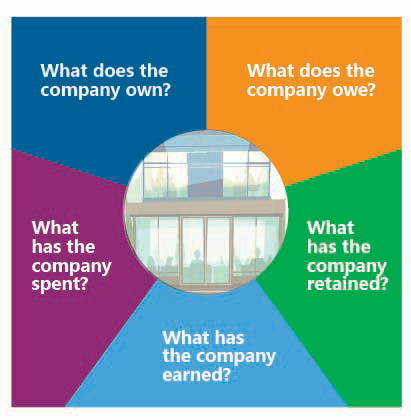 What does the
company own?
What does the
company owe?
What
has the
company
spent?
What
has the
company
retained?
What has
the company
earned?